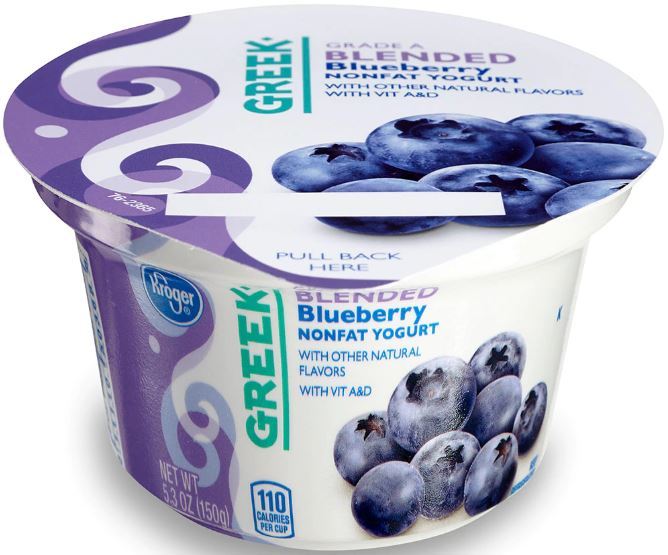 GREEK
GRADE A
BLENDED
Blueberry
NONFAT YOGURT
WITH OTHER NATURAL FLAVORS
WITH VIT A&D
76-2365
PULL BACK
HERE
Kroger
GREEK
BLENDED
Blueberry
NONFAT YOGURT
WITH OTHER NATURAL
FLAVORS
WITH VIT A&D
K
NET WT
5.3 OZ (150g)
110
CALORIES
PER CUP